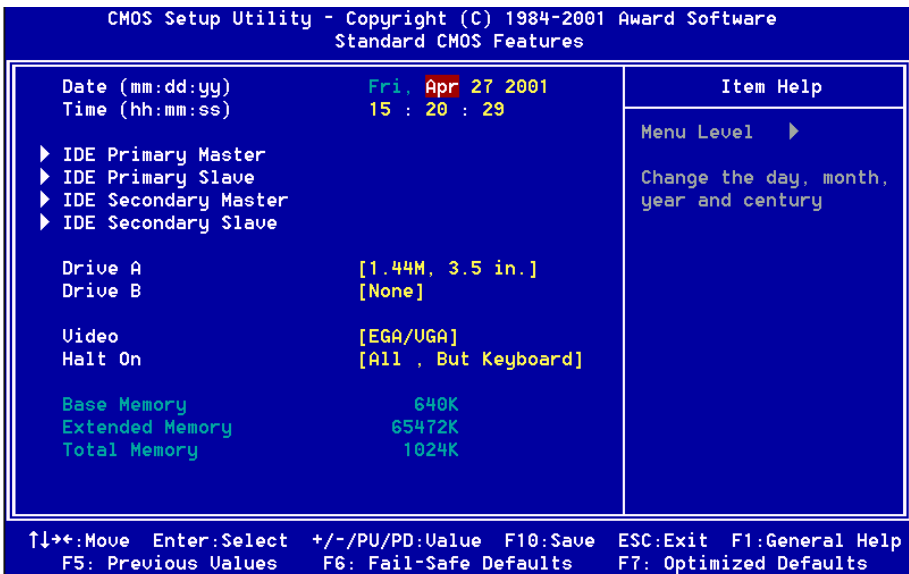 CMOS Setup Utility - Copyright (C) 1984-2001 Award Software
Standard CMOS Features
Date (mm:dd:yy) Fri, Apr 27 2001
Time (hh:mm:ss) 15 : 20 : 29
IDE Primary Master
IDE Primary Slave
IDE Secondary Master
IDE Secondary Slave
Drive A [1.44M, 3.5 in.]
Drive B [None]
Video [EGA/VGA]
Halt On [All , But Keyboard]
Base Memory 640K
Extended Memory 65472K
Total Memory 1024K
Item Help
Menu Level
Change the day, month,
year and century
↑↓→←:Move Enter:Select +/-/PU/PD:Value F10:Save ESC:Exit F1:General Help
F5: Previous Values F6: Fail-Safe Defaults F7: Optimized Defaults